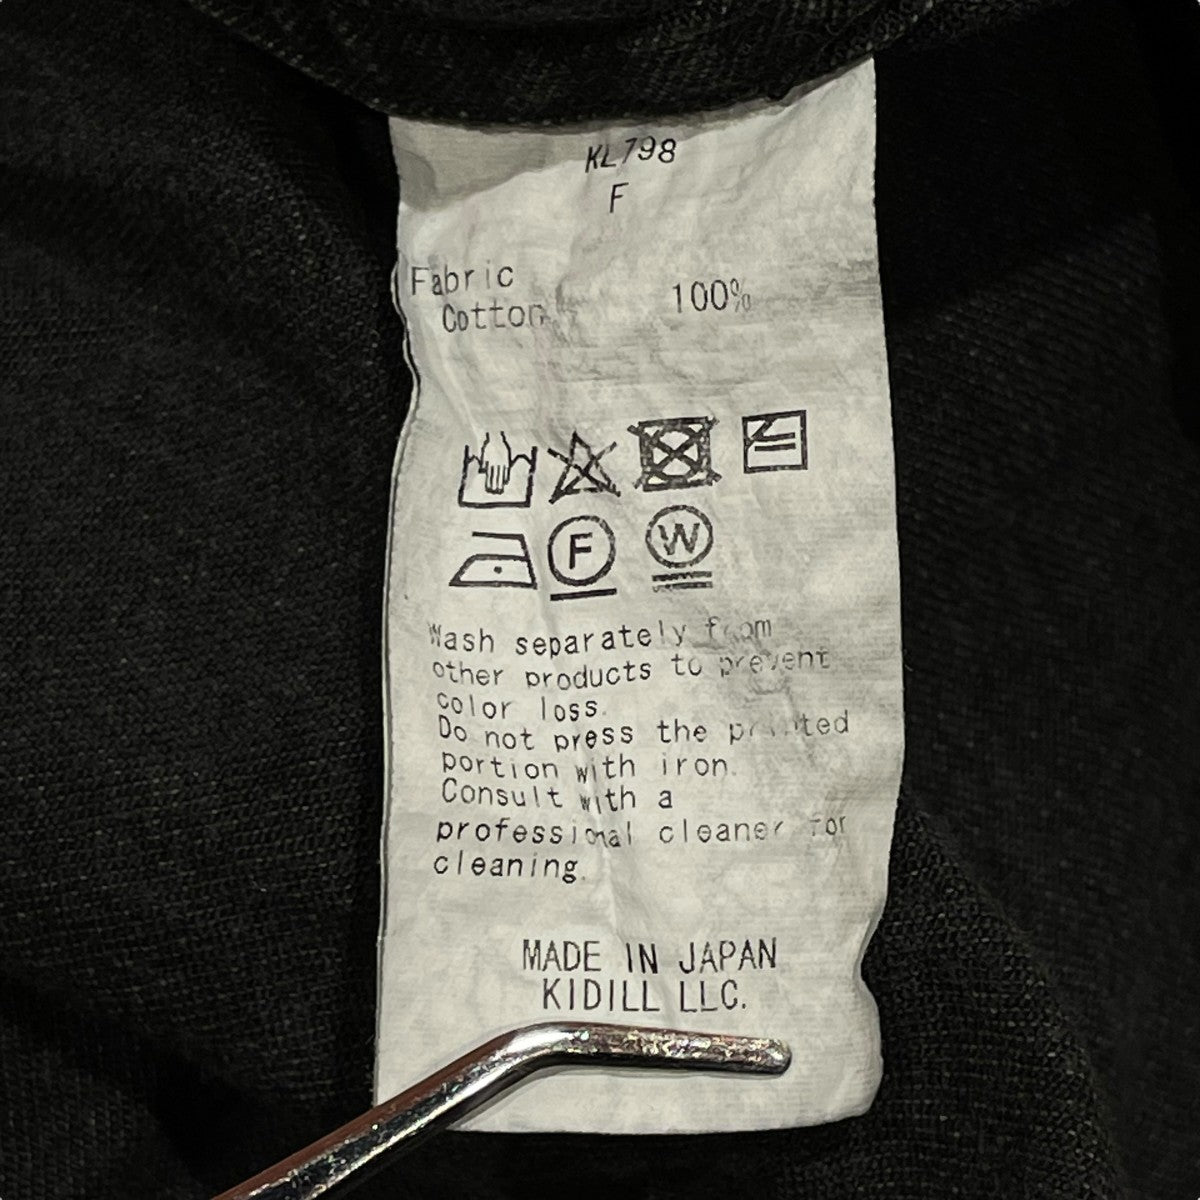 KL798
F
Fabric
Cotton 100%
F W
Wash separately from
other products to prevent
color loss.
Do not press the printed
portion with iron.
Consult with a
professional cleaner for
cleaning.
MADE IN JAPAN
KIDILL LLC.